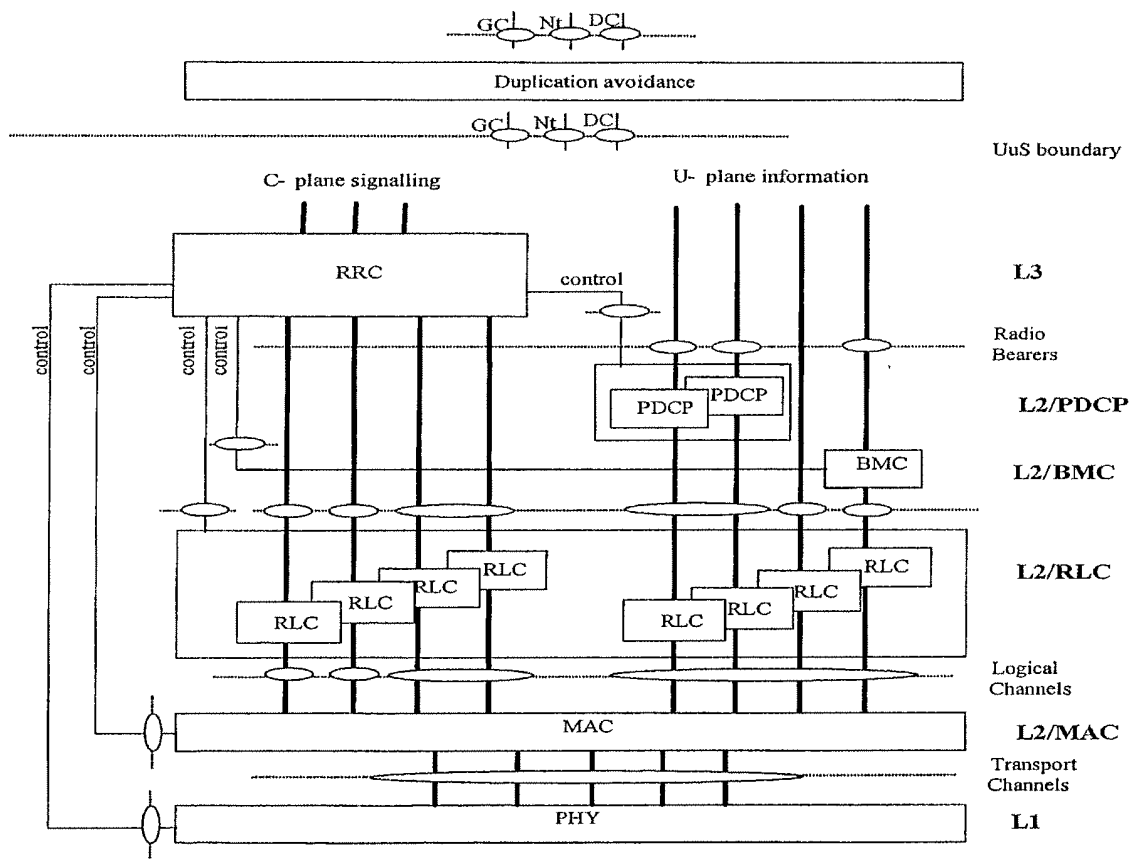 GC Nt DC
Duplication avoidance
GC Nt DC
UuS boundary
C- plane signalling
U- plane information
RRC
control
L3
control
control
control
control
Radio
Bearers
PDCP
PDCP
L2/PDCP
BMC
L2/BMC
RLC
RLC
RLC
RLC
RLC
RLC
RLC
RLC
L2/RLC
Logical
Channels
MAC
L2/MAC
Transport
Channels
PHY
L1